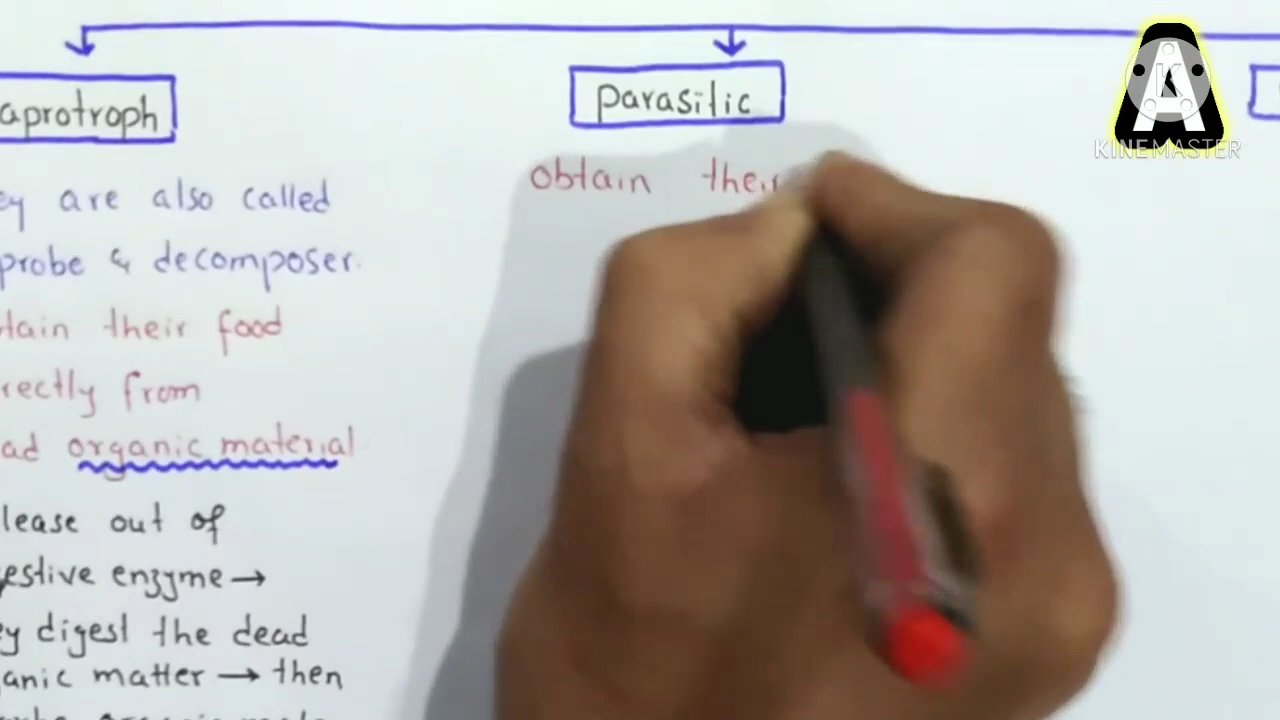 aprotroph
ey are also called
probe & decomposer.
tain their food
rectly from
ad organic material
lease out of
estive enzyme →
ey digest the dead
anic matter → then
parasitic
obtain their
KINEMASTER